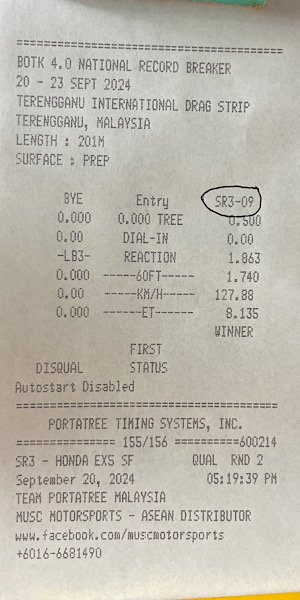 ========================================
BOTK 4.0 NATIONAL RECORD BREAKER
20 - 23 SEPT 2024
TERENGGANU INTERNATIONAL DRAG STRIP
TERENGGANU, MALAYSIA
LENGTH : 201M
SURFACE : PREP
BYE Entry SR3-09
0.000 0.000 TREE 0.500
0.00 DIAL-IN 0.00
-LB3- REACTION 1.863
0.000 ------60FT------ 1.740
0.00 ------KM/H----- 127.88
0.000 -------ET------- 8.135
WINNER
FIRST
DISQUAL STATUS
Autostart Disabled
========================================
PORTATREE TIMING SYSTEMS, INC.
=============== 155/156 ==========600214
SR3 - HONDA EX5 SF QUAL RND 2
September 20, 2024 05:19:39 PM
TEAM PORTATREE MALAYSIA
MUSC MOTORSPORTS - ASEAN DISTRIBUTOR
www.facebook.com/muscmotorsports
+6016-6681490